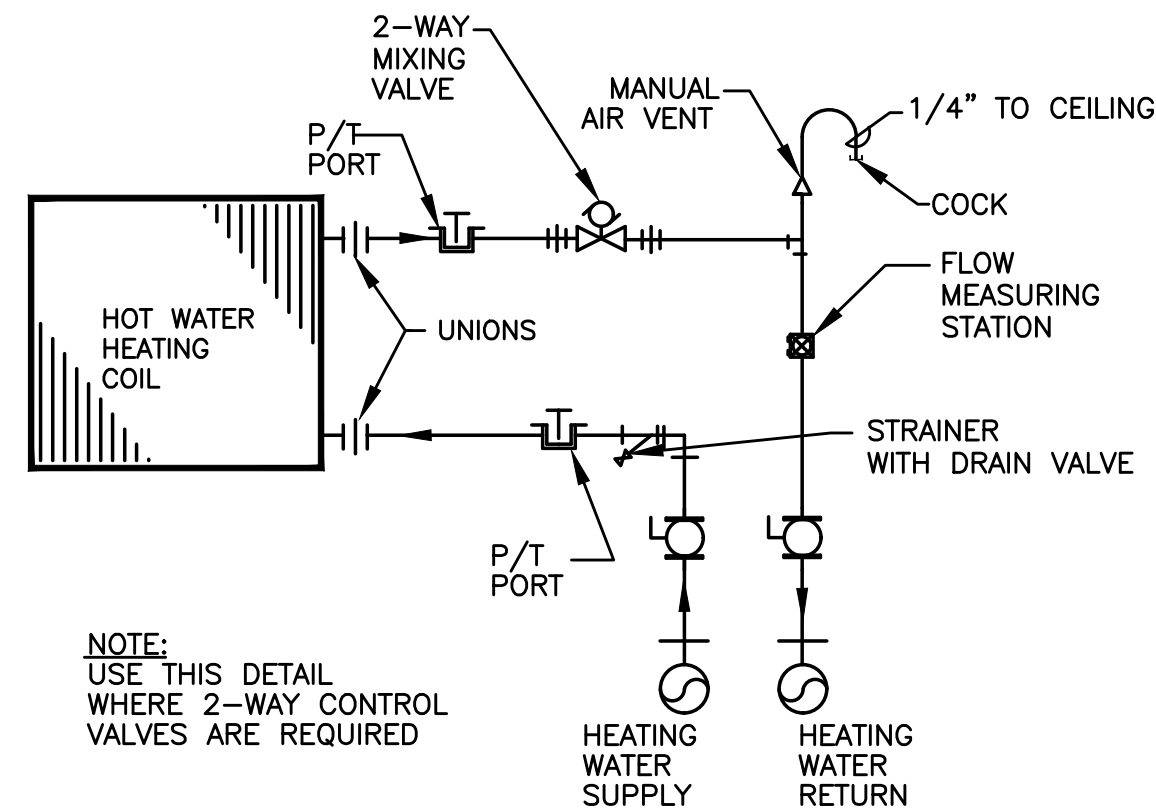 2-WAY
MIXING
VALVE
MANUAL
AIR VENT
1/4" TO CEILING
P/T
PORT
COCK
FLOW
MEASURING
STATION
HOT WATER
HEATING
COIL
UNIONS
STRAINER
WITH DRAIN VALVE
P/T
PORT
NOTE:
USE THIS DETAIL
WHERE 2-WAY CONTROL
VALVES ARE REQUIRED
HEATING
WATER
SUPPLY
HEATING
WATER
RETURN